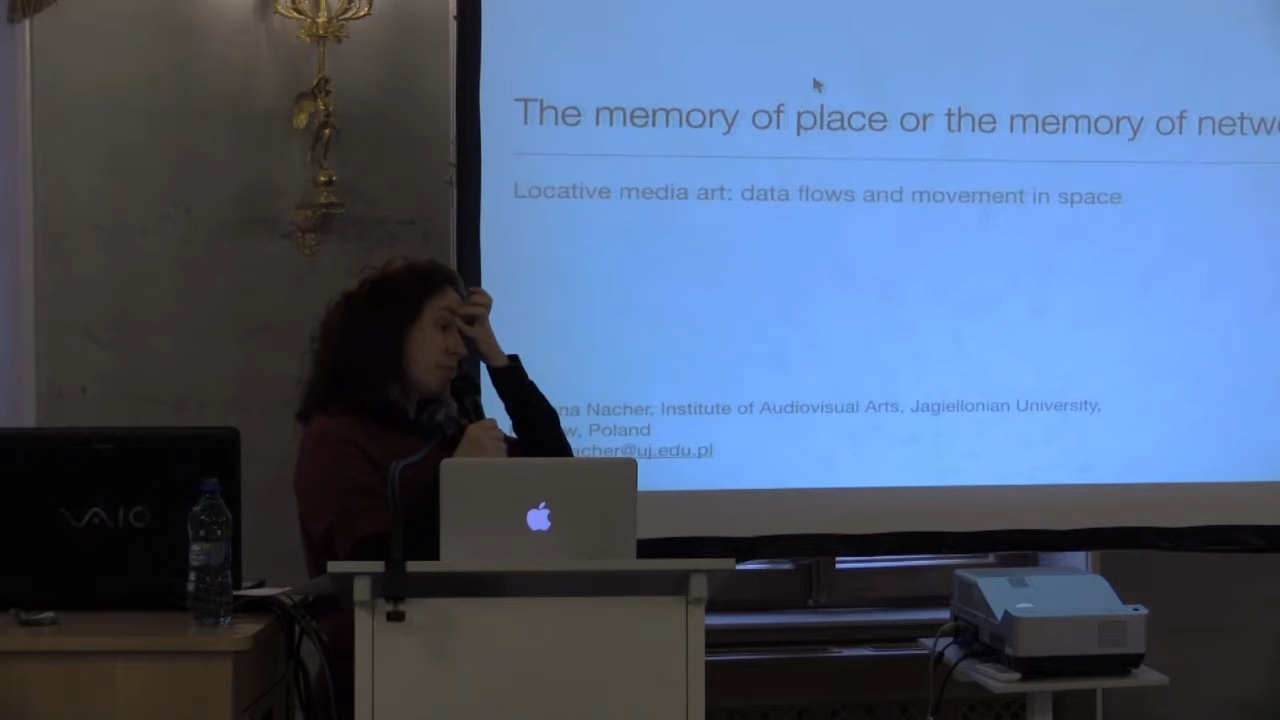 The memory of place or the memory of netw
Locative media art: data flows and movement in space
na Nacher, Institute of Audiovisual Arts, Jagiellonian University,
w, Poland
acher@uj.edu.pl
VAIO